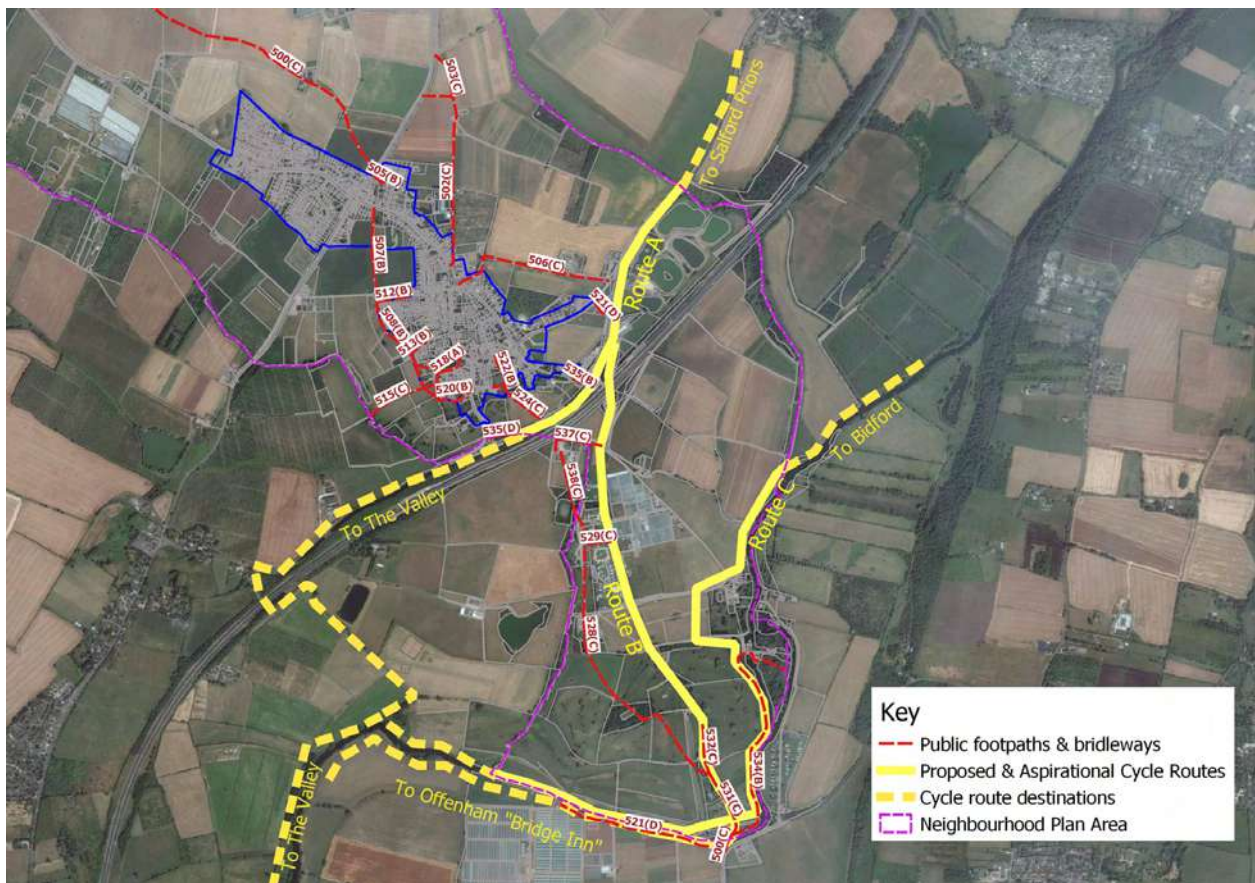 500(C)
503(C)
To Salford Priors
505(B)
502(C)
507(B)
506(C)
Route A
512(B)
521(D)
508(B)
513(B)
518(A)
522(B)
535(B)
515(C)
520(B)
524(C)
535(D)
537(C)
To Bidford
538(C)
Route C
To The Valley
529(C)
Route B
528(C)
532(C)
534(B)
531(C)
To The Valley
To Offenham "Bridge Inn"
521(D)
500(C)
Key
Public footpaths & bridleways
Proposed & Aspirational Cycle Routes
Cycle route destinations
Neighbourhood Plan Area